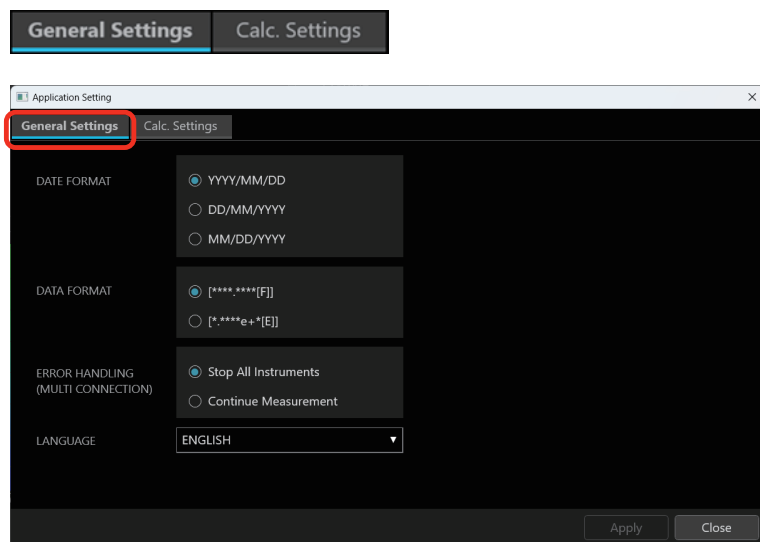 General Settings Calc. Settings
Application Setting
General Settings Calc. Settings
DATE FORMAT
YYYY/MM/DD
DD/MM/YYYY
MM/DD/YYYY
DATA FORMAT
[****.****[F]]
[*.****e+*[E]]
ERROR HANDLING
(MULTI CONNECTION)
Stop All Instruments
Continue Measurement
LANGUAGE
ENGLISH
Apply Close